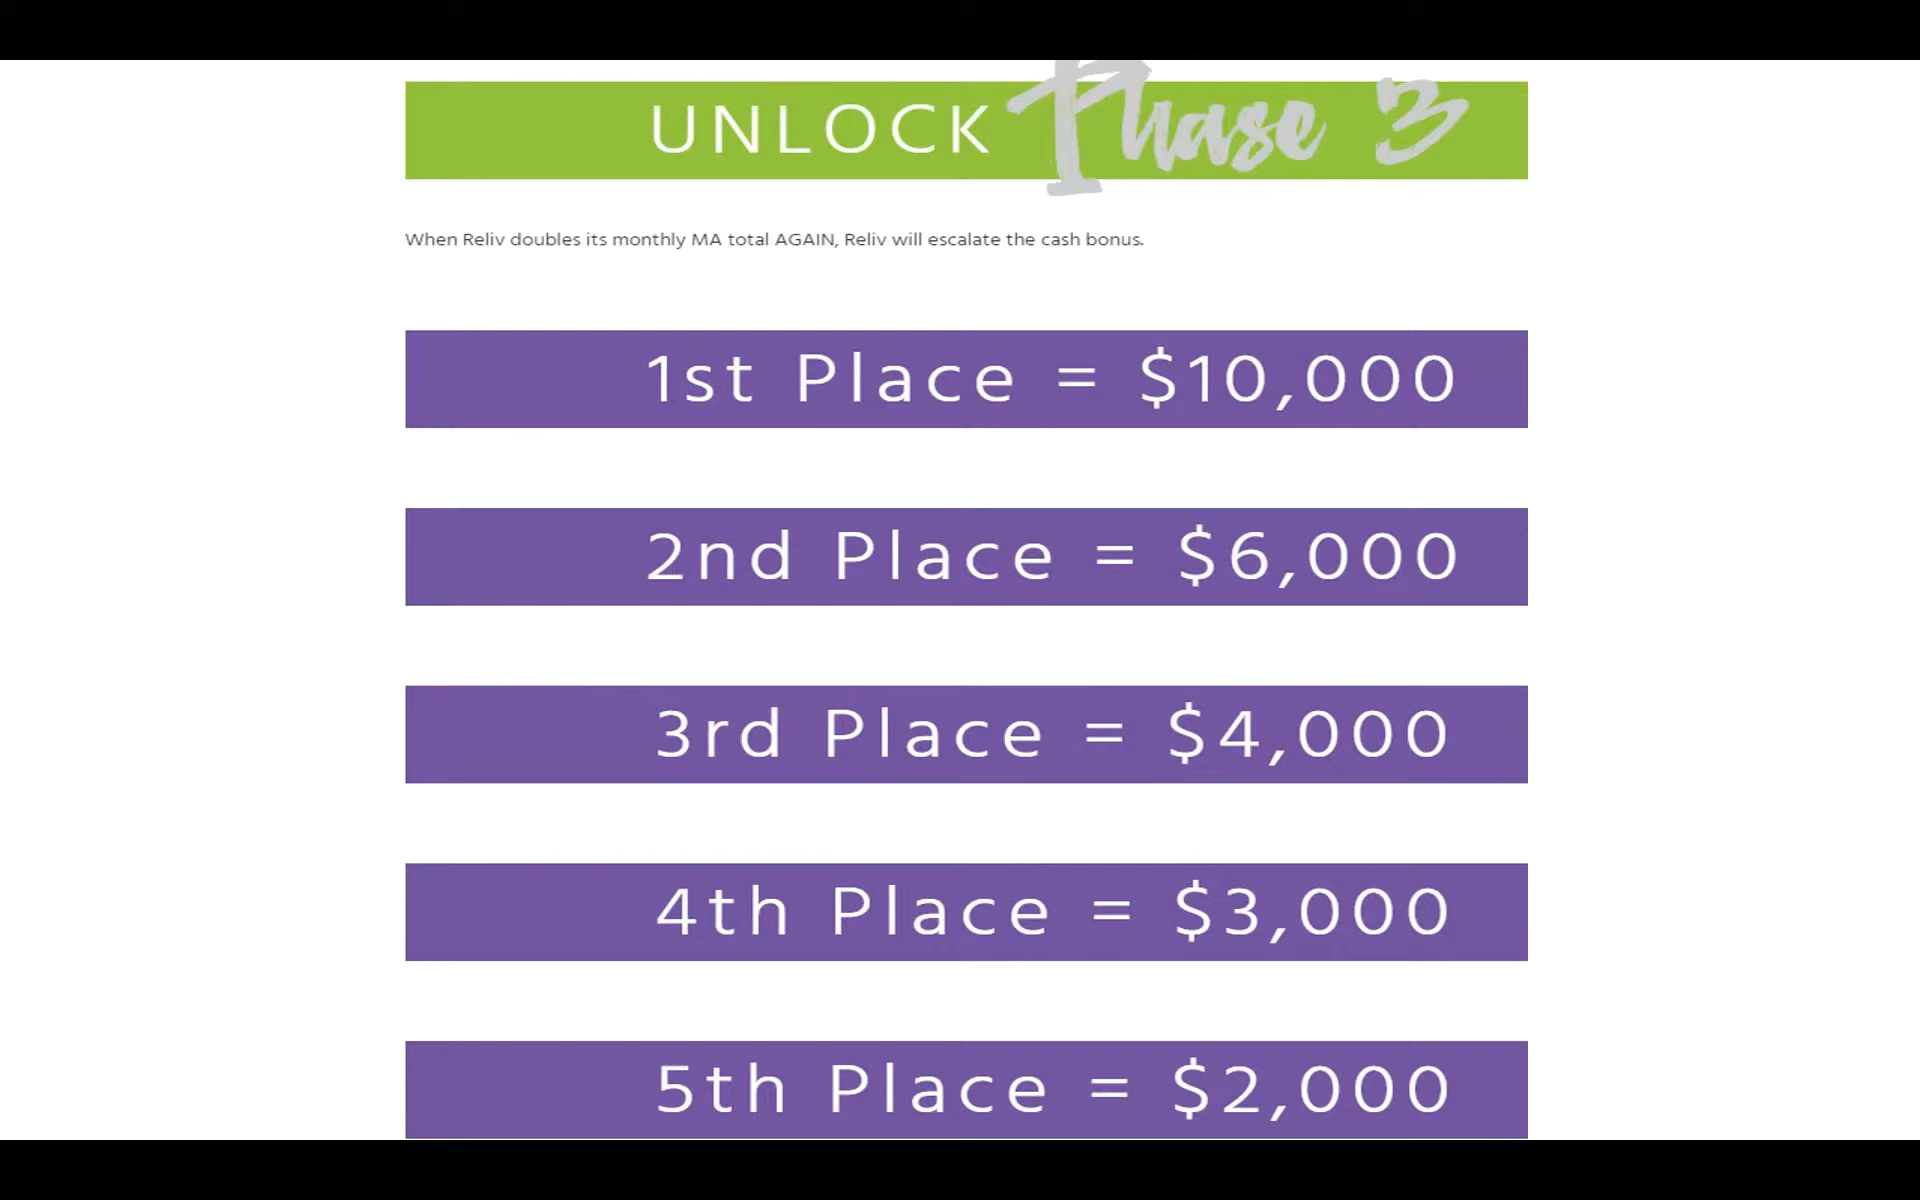 UNLOCK Phase 3
When Reliv doubles its monthly MA total AGAIN, Reliv will escalate the cash bonus.
1st Place = $10,000
2nd Place = $6,000
3rd Place = $4,000
4th Place = $3,000
5th Place = $2,000